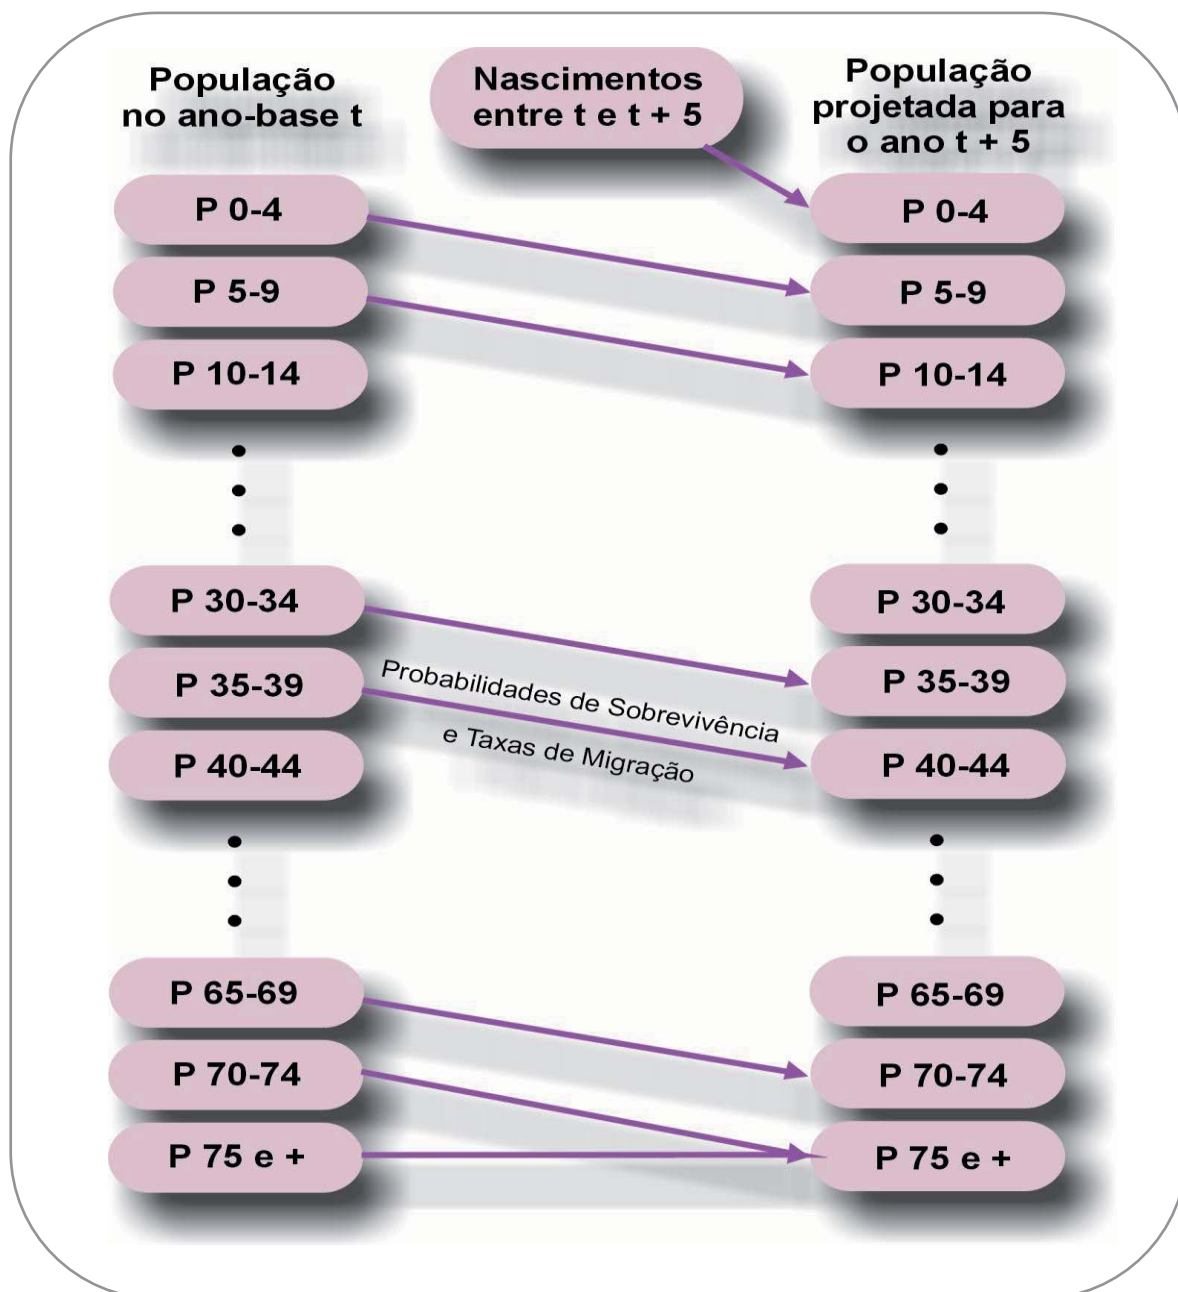 População
no ano-base t
Nascimentos
entre t e t + 5
População
projetada para
o ano t + 5
P 0-4
P 5-9
P 10-14
P 30-34
P 35-39
P 40-44
P 65-69
P 70-74
P 75 e +
Probabilidades de Sobrevivência
e Taxas de Migração
P 0-4
P 5-9
P 10-14
P 30-34
P 35-39
P 40-44
P 65-69
P 70-74
P 75 e +